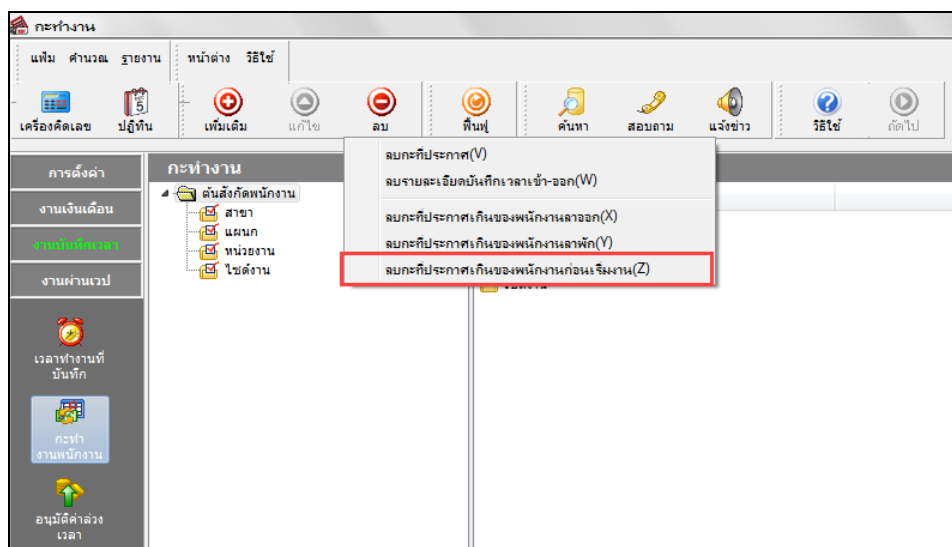 กะทำงาน
แฟ้ม คำนวณ รายงาน หน้าต่าง วิธีใช้
5
เครื่องคิดเลข ปฏิทิน เพิ่มเติม แก้ไข ลบ ฟื้นฟู ค้นหา สอบถาม แจ้งข่าว วิธีใช้ ถัดไป
การตั้งค่า
งานเงินเดือน
งานบันทึกเวลา
งานผ่านเวป
เวลาทำงานที่
บันทึก
กะทำ
งานพนักงาน
อนุมัติค่าล่วง
เวลา
กะทำงาน
ต้นสังกัดพนักงาน
สาขา
แผนก
หน่วยงาน
ไซด์งาน
ลบกะที่ประกาศ(V)
ลบรายละเอียดบันทึกเวลาเข้า-ออก(W)
ลบกะที่ประกาศเกินของพนักงานลาออก(X)
ลบกะที่ประกาศเกินของพนักงานลาพัก(Y)
ลบกะที่ประกาศเกินของพนักงานก่อนเริ่มงาน(Z)